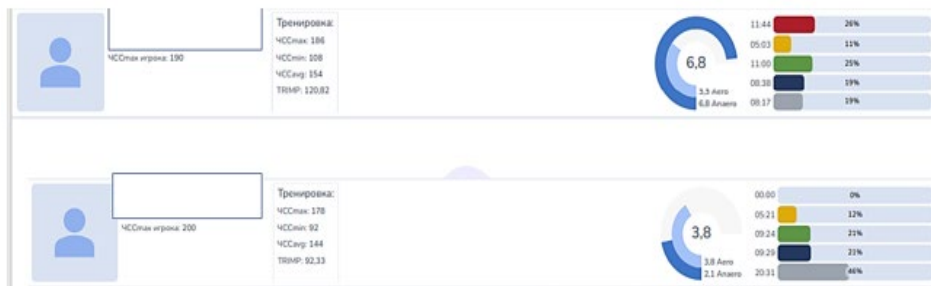 ЧССmax игрока: 190
Тренировка:
ЧССmax: 186
ЧССmin: 108
ЧССavg: 154
TRIMP: 120,82
6,8
3,3 Aero
6,8 Anaero
11:44 26%
05:03 11%
11:00 25%
08:38 19%
08:17 19%
ЧССmax игрока: 200
Тренировка:
ЧССmax: 178
ЧССmin: 92
ЧССavg: 144
TRIMP: 92,33
3,8
3,8 Aero
2,1 Anaero
00:00 0%
05:21 12%
09:24 21%
09:29 21%
20:31 46%